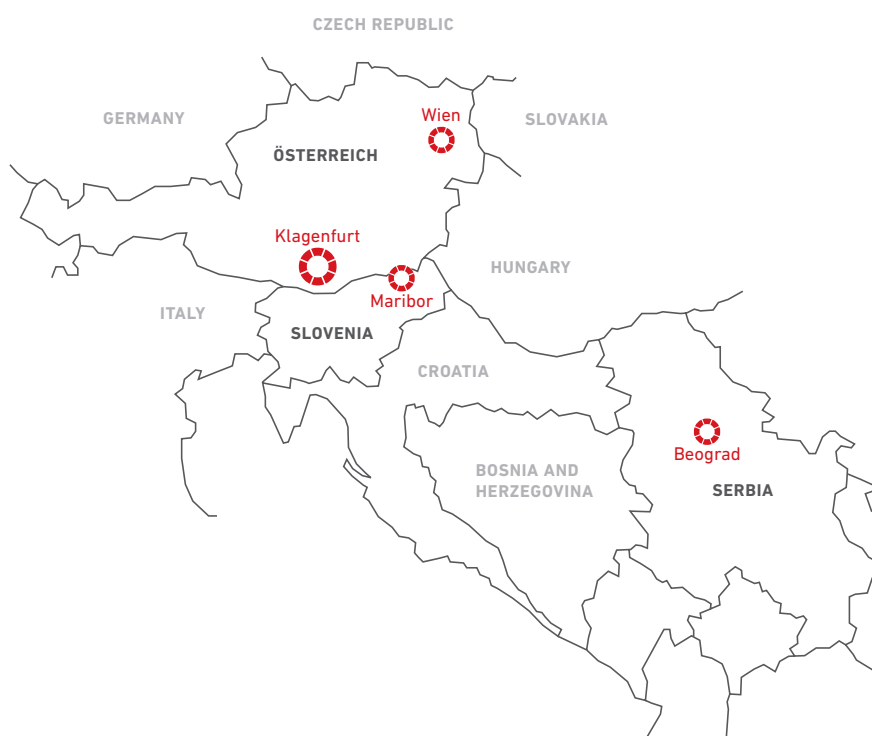 CZECH REPUBLIC
GERMANY
Wien
SLOVAKIA
ÖSTERREICH
Klagenfurt
HUNGARY
Maribor
ITALY
SLOVENIA
CROATIA
Beograd
BOSNIA AND
HERZEGOVINA
SERBIA